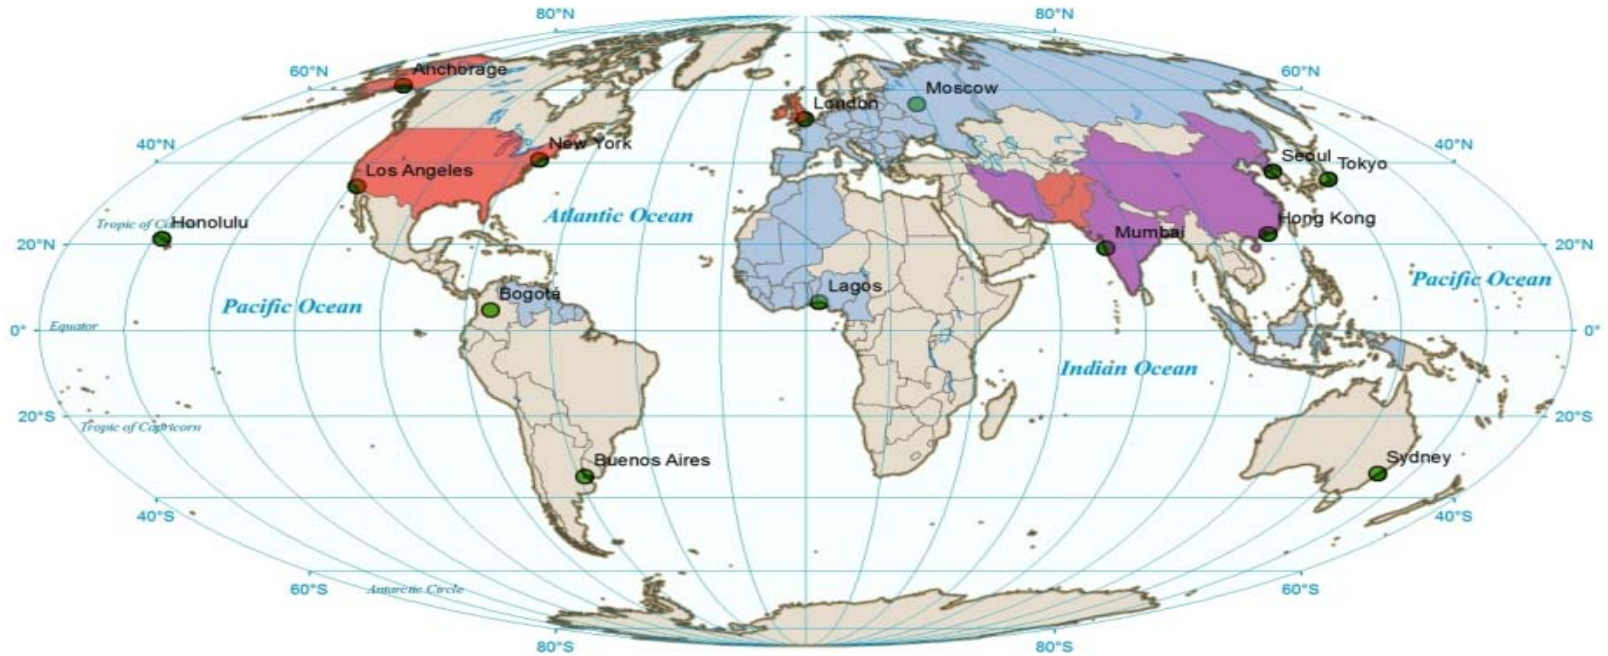 80°N
80°N
60°N
60°N
Anchorage
Moscow
London
40°N
New York
40°N
Seoul
Tokyo
Los Angeles
Atlantic Ocean
Tropic of
Honolulu
Hong Kong
Mumbai
20°N
20°N
Pacific Ocean
Bogotá
Lagos
Pacific Ocean
Equator
0°
0°
Indian Ocean
20°S
20°S
Tropic of Capricorn
Buenos Aires
Sydney
40°S
40°S
60°S
Antarctic Circle
60°S
80°S
80°S